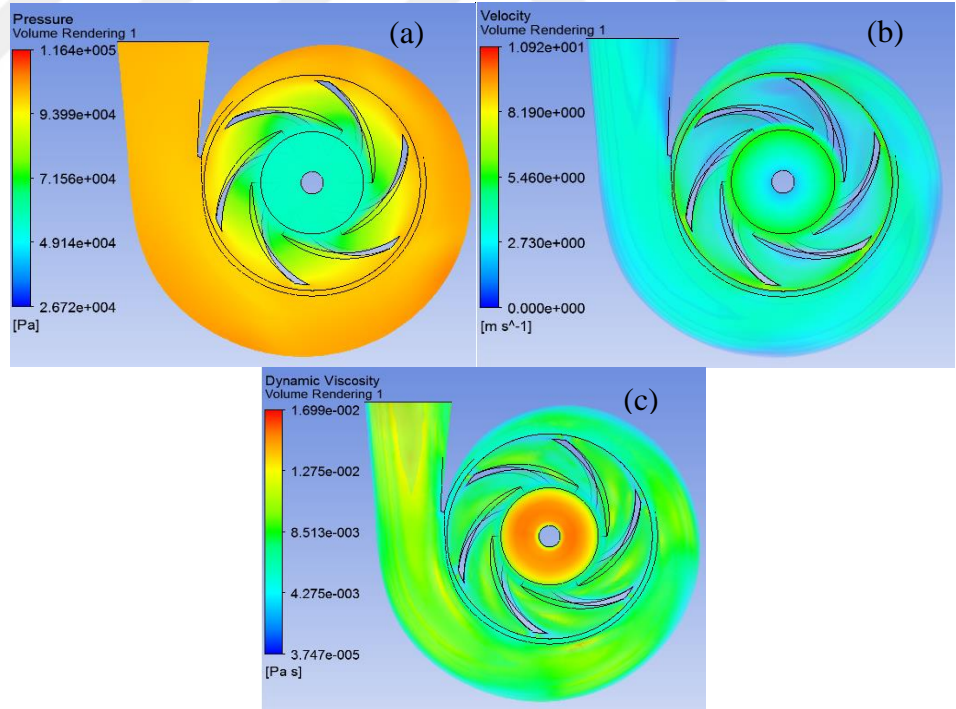 Pressure
Volume Rendering 1
(a)
1.164e+005
9.399e+004
7.156e+004
4.914e+004
2.672e+004
[Pa]
Velocity
Volume Rendering 1
(b)
1.092e+001
8.190e+000
5.460e+000
2.730e+000
0.000e+000
[m s^-1]
Dynamic Viscosity
Volume Rendering 1
(c)
1.699e-002
1.275e-002
8.513e-003
4.275e-003
3.747e-005
[Pa s]